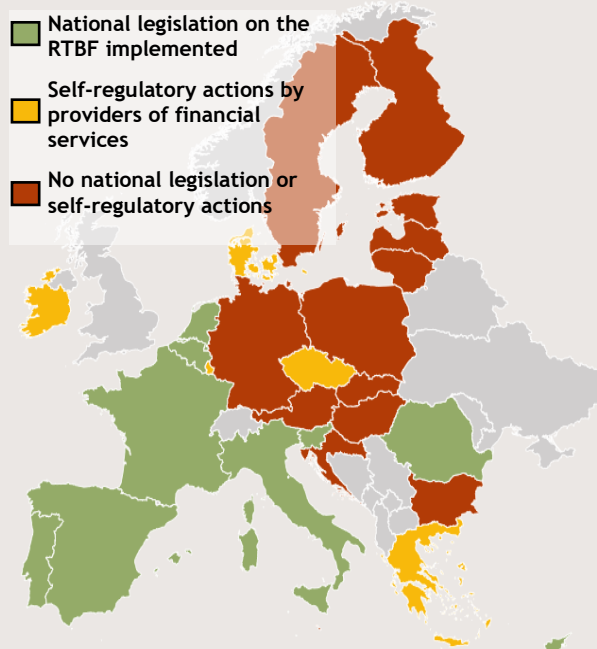 National legislation on the
RTBF implemented
Self-regulatory actions by
providers of financial
services
No national legislation or
self-regulatory actions